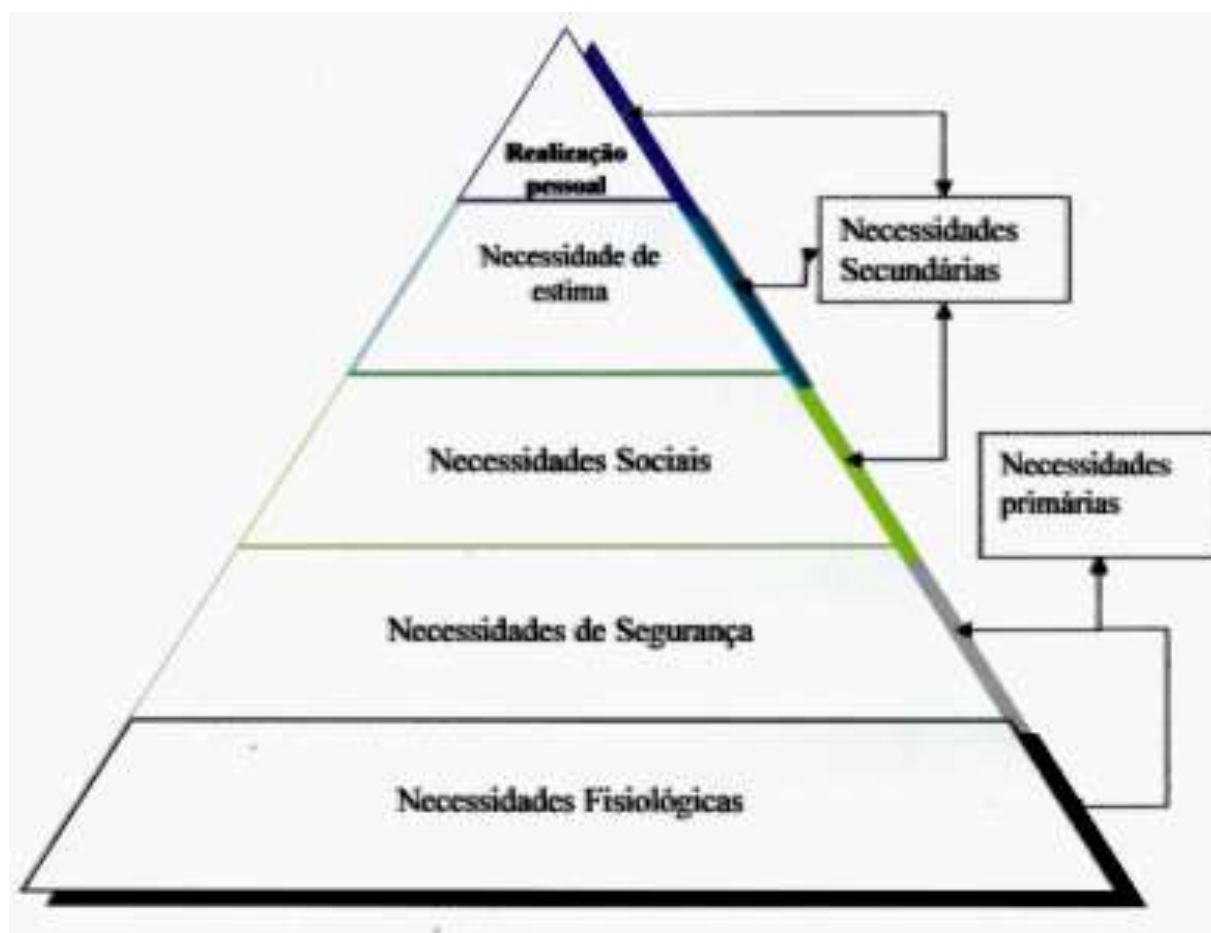 Realização
pessoal
Necessidade de
estima
Necessidades
Secundárias
Necessidades Sociais
Necessidades
primárias
Necessidades de Segurança
Necessidades Fisiológicas